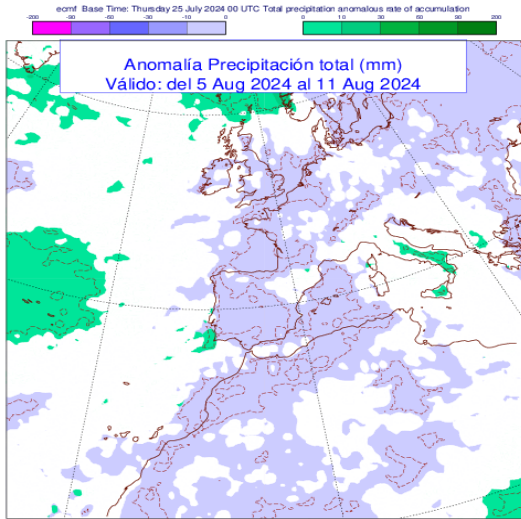 ecmf Base Time: Thursday 25 July 2024 00 UTC Total precipitation anomalous rate of accumulation
-200 -90 -60 -30 -10 0 0 10 30 60 90 200
Anomalía Precipitación total (mm)
Válido: del 5 Aug 2024 al 11 Aug 2024